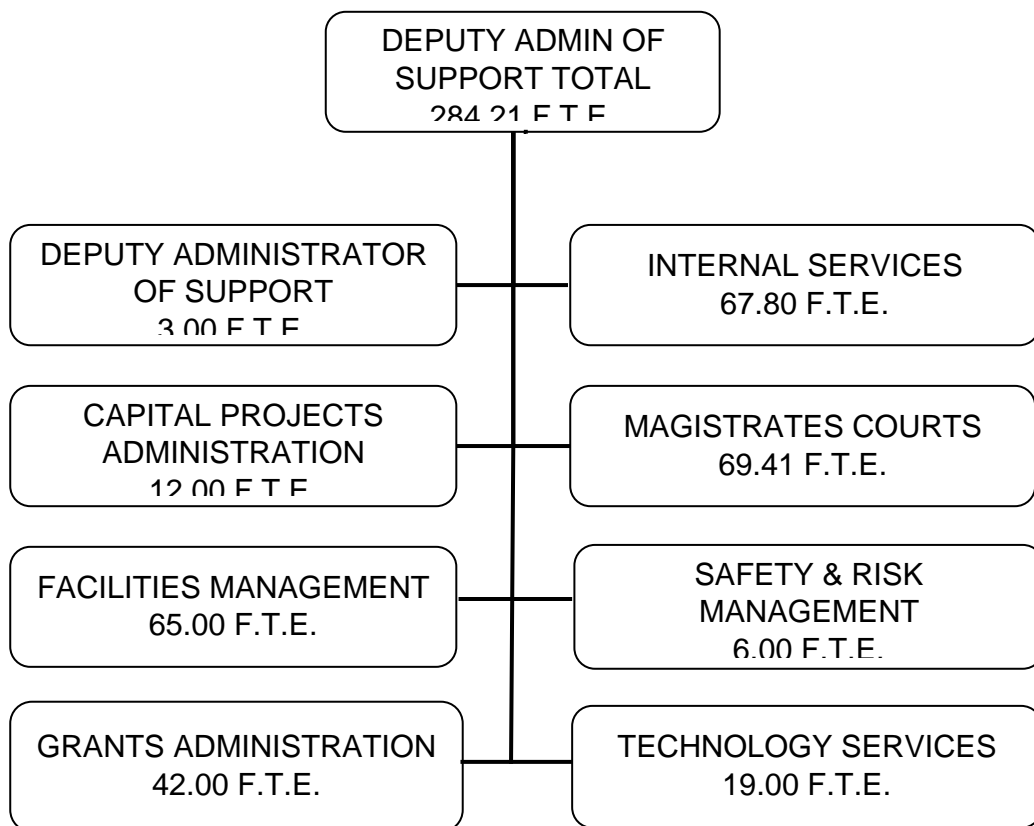 DEPUTY ADMIN OF
SUPPORT TOTAL
284.21 F.T.E.
DEPUTY ADMINISTRATOR
OF SUPPORT
3.00 F.T.E.
INTERNAL SERVICES
67.80 F.T.E.
CAPITAL PROJECTS
ADMINISTRATION
12.00 F.T.E.
MAGISTRATES COURTS
69.41 F.T.E.
FACILITIES MANAGEMENT
65.00 F.T.E.
SAFETY & RISK
MANAGEMENT
6.00 F.T.E.
GRANTS ADMINISTRATION
42.00 F.T.E.
TECHNOLOGY SERVICES
19.00 F.T.E.